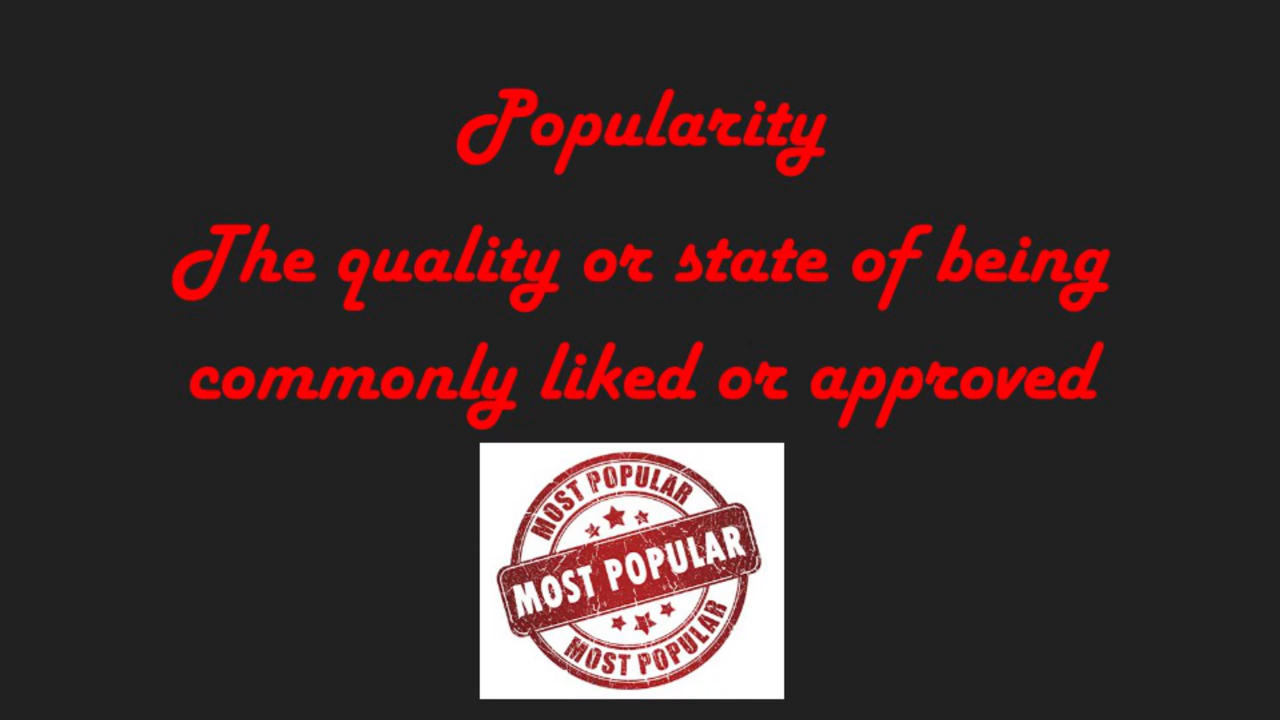 Popularity
The quality or state of being
commonly liked or approved
MOST POPULAR
MOST POPULAR
MOST POPULAR